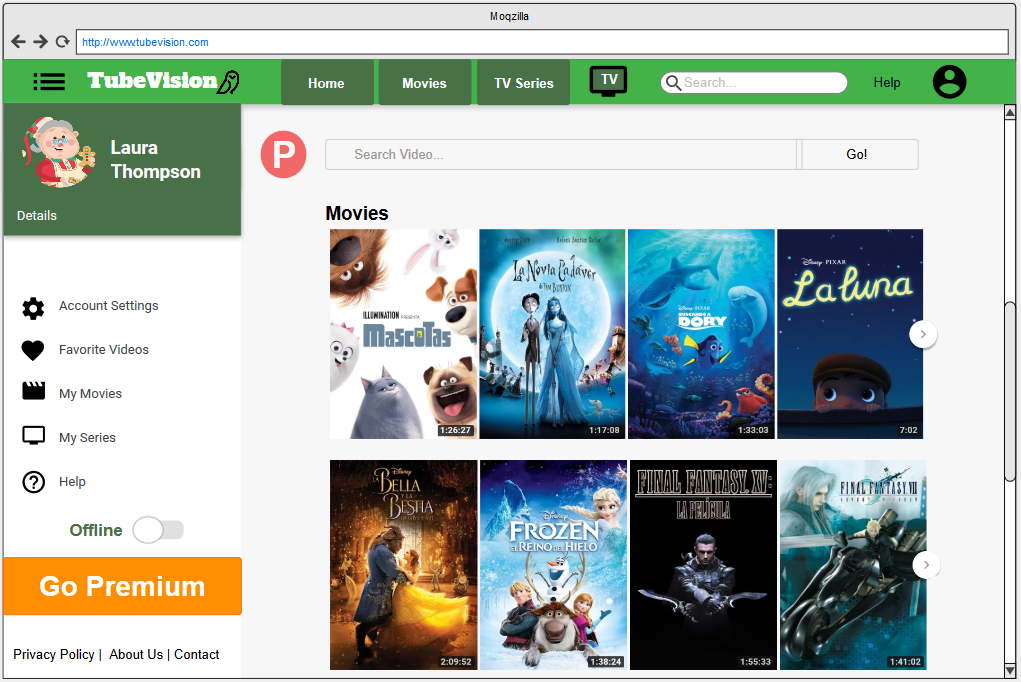 Moqzilla
http://www.tubevision.com
TubeVision
Home
Movies
TV Series
TV
Search...
Help
Laura
Thompson
Details
P
Search Video...
Go!
Movies
Account Settings
Favorite Videos
My Movies
My Series
Help
Offline
Go Premium
Privacy Policy | About Us | Contact
ILLUMINATION PRESENTA
MASCOTAS
1:26:27
La Novia Cadáver
de Tim Burton
1:17:08
DISNEY·PIXAR
BUSCANDO A
DORY
1:33:03
DISNEY·PIXAR
La luna
7:02
Disney
LA BELLA
Y LA
BESTIA
2:09:52
Disney
FROZEN
EL REINO DEL HIELO
1:38:24
FINAL FANTASY XV:
LA PELÍCULA
1:55:33
FINAL FANTASY VII
ADVENT CHILDREN
1:41:02